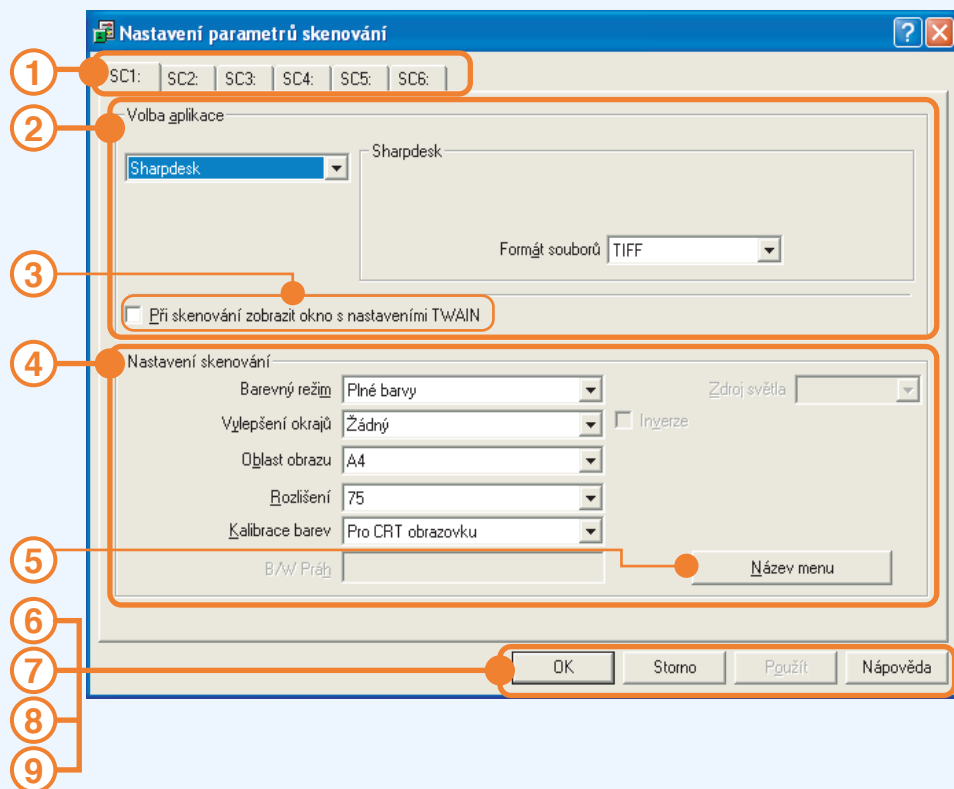 Nastavení parametrů skenování
1
SC1: SC2: SC3: SC4: SC5: SC6:
2
Volba aplikace
Sharpdesk
Sharpdesk
Formát souborů TIFF
3
Při skenování zobrazit okno s nastaveními TWAIN
4
Nastavení skenování
Barevný režim Plné barvy Zdroj světla
Vylepšení okrajů Žádný Inverze
Oblast obrazu A4
Rozlišení 75
Kalibrace barev Pro CRT obrazovku
5
B/W Práh Název menu
6
7
OK Storno Použít Nápověda
8
9